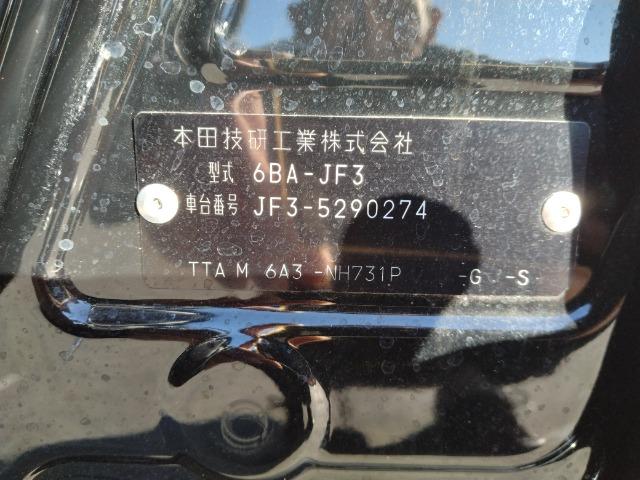 本田技研工業株式会社
型式 6BA-JF3
車台番号 JF3-5290274
TTA M 6A3 -NH731P -G -S